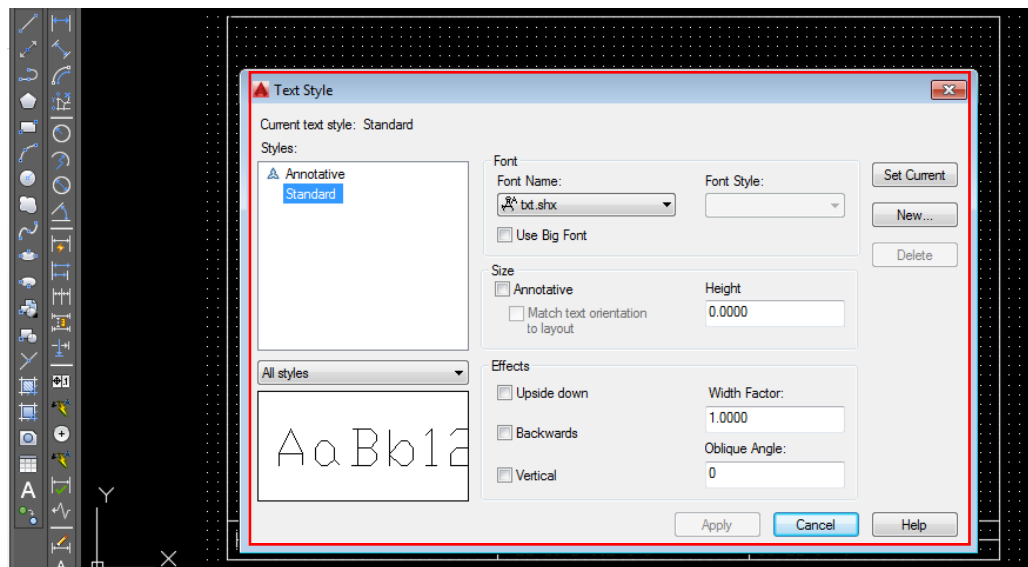 Text Style
Current text style: Standard
Styles:
Annotative
Standard
All styles
AaBb12
Font
Font Name:
txt.shx
Use Big Font
Font Style:
Size
Annotative
Match text orientation
to layout
Height
0.0000
Effects
Upside down
Backwards
Vertical
Width Factor:
1.0000
Oblique Angle:
0
Set Current
New...
Delete
Apply
Cancel
Help
A
Y
X